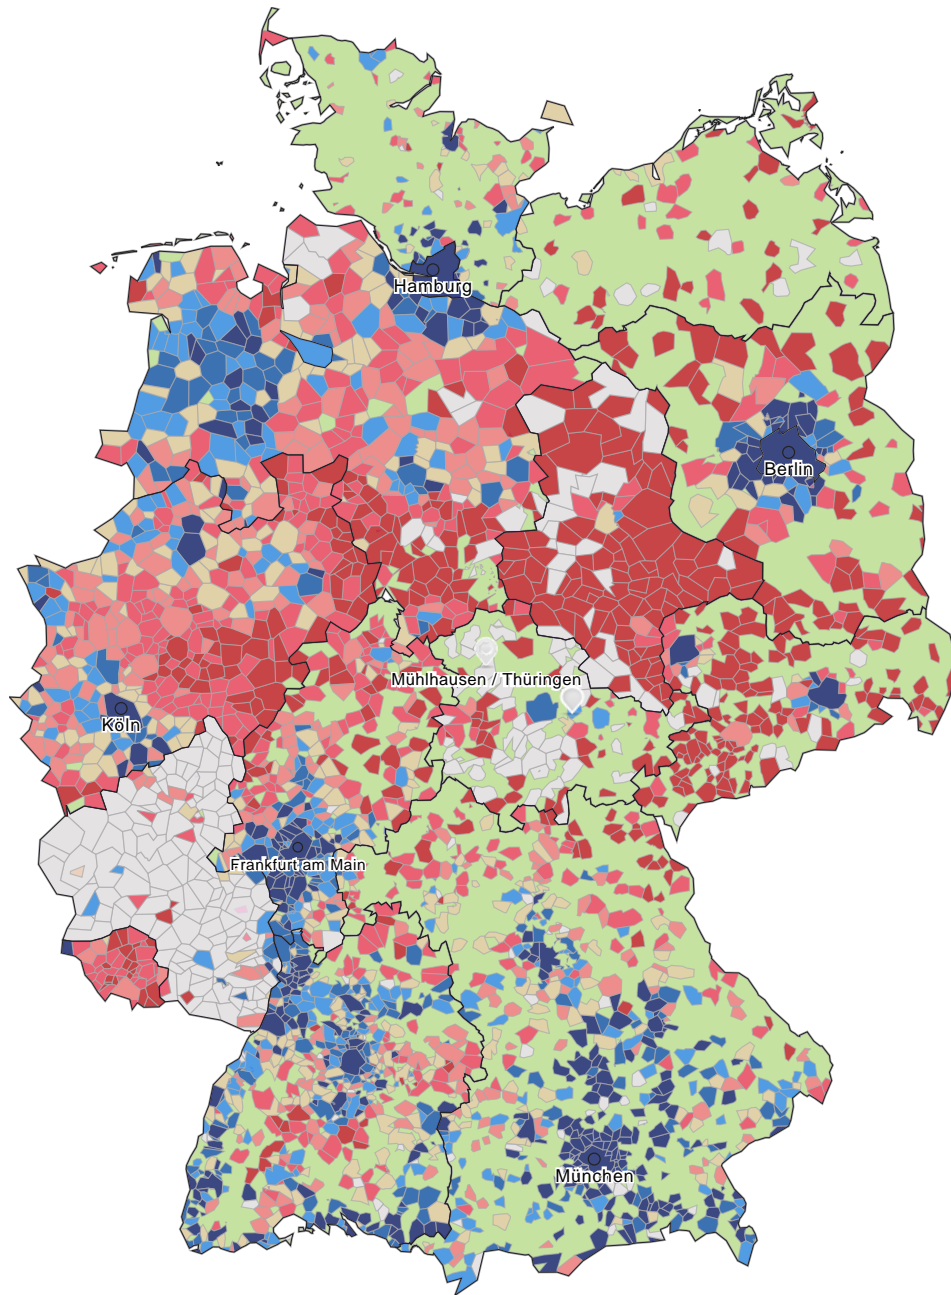 Hamburg
Berlin
Mühlhausen / Thüringen
Köln
Frankfurt am Main
München